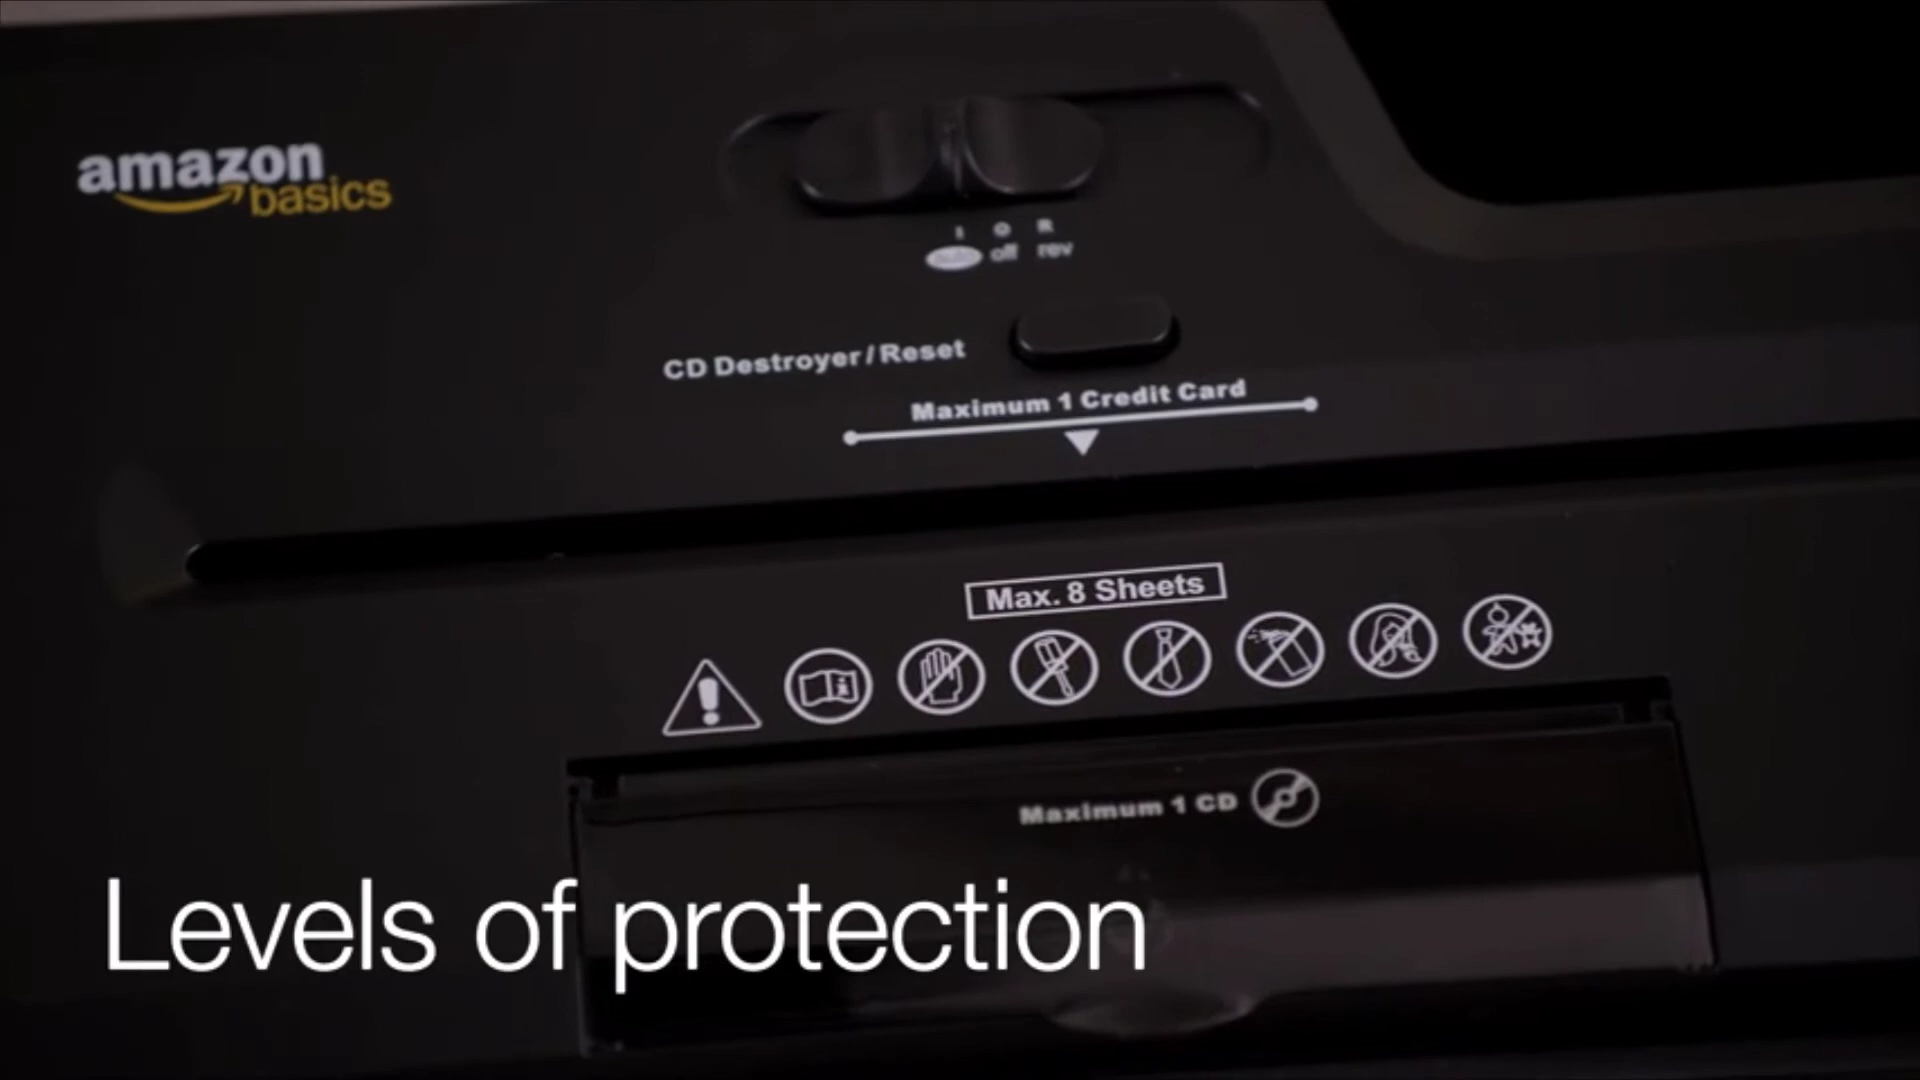 amazon
basics
I O R
auto off rev
CD Destroyer/Reset
Maximum 1 Credit Card
Max. 8 Sheets
Maximum 1 CD
Levels of protection